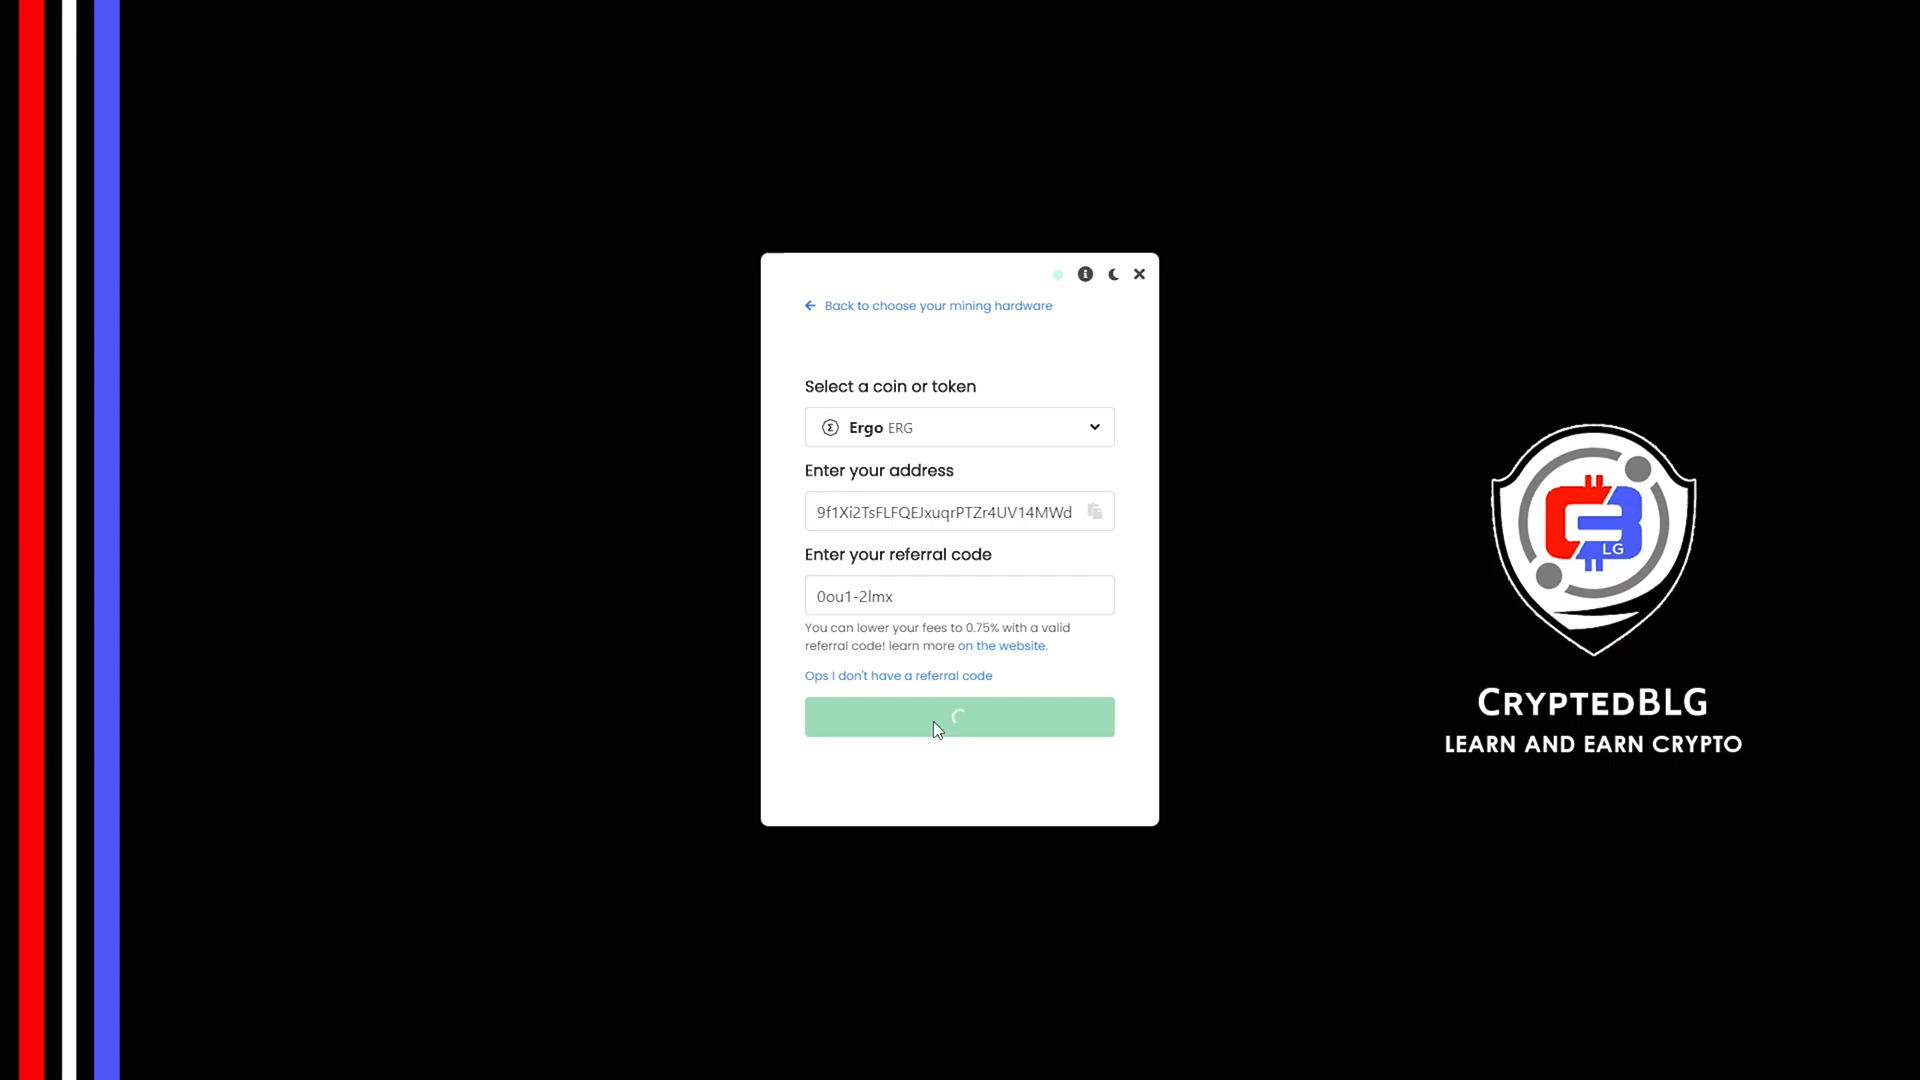 Back to choose your mining hardware
Select a coin or token
Ergo ERG
Enter your address
9f1Xi2TsFLFQEJxuqrPTZr4UV14MWd
Enter your referral code
0ou1-2lmx
You can lower your fees to 0.75% with a valid
referral code! learn more on the website.
Ops I don't have a referral code
LG
CRYPTEDBLG
LEARN AND EARN CRYPTO